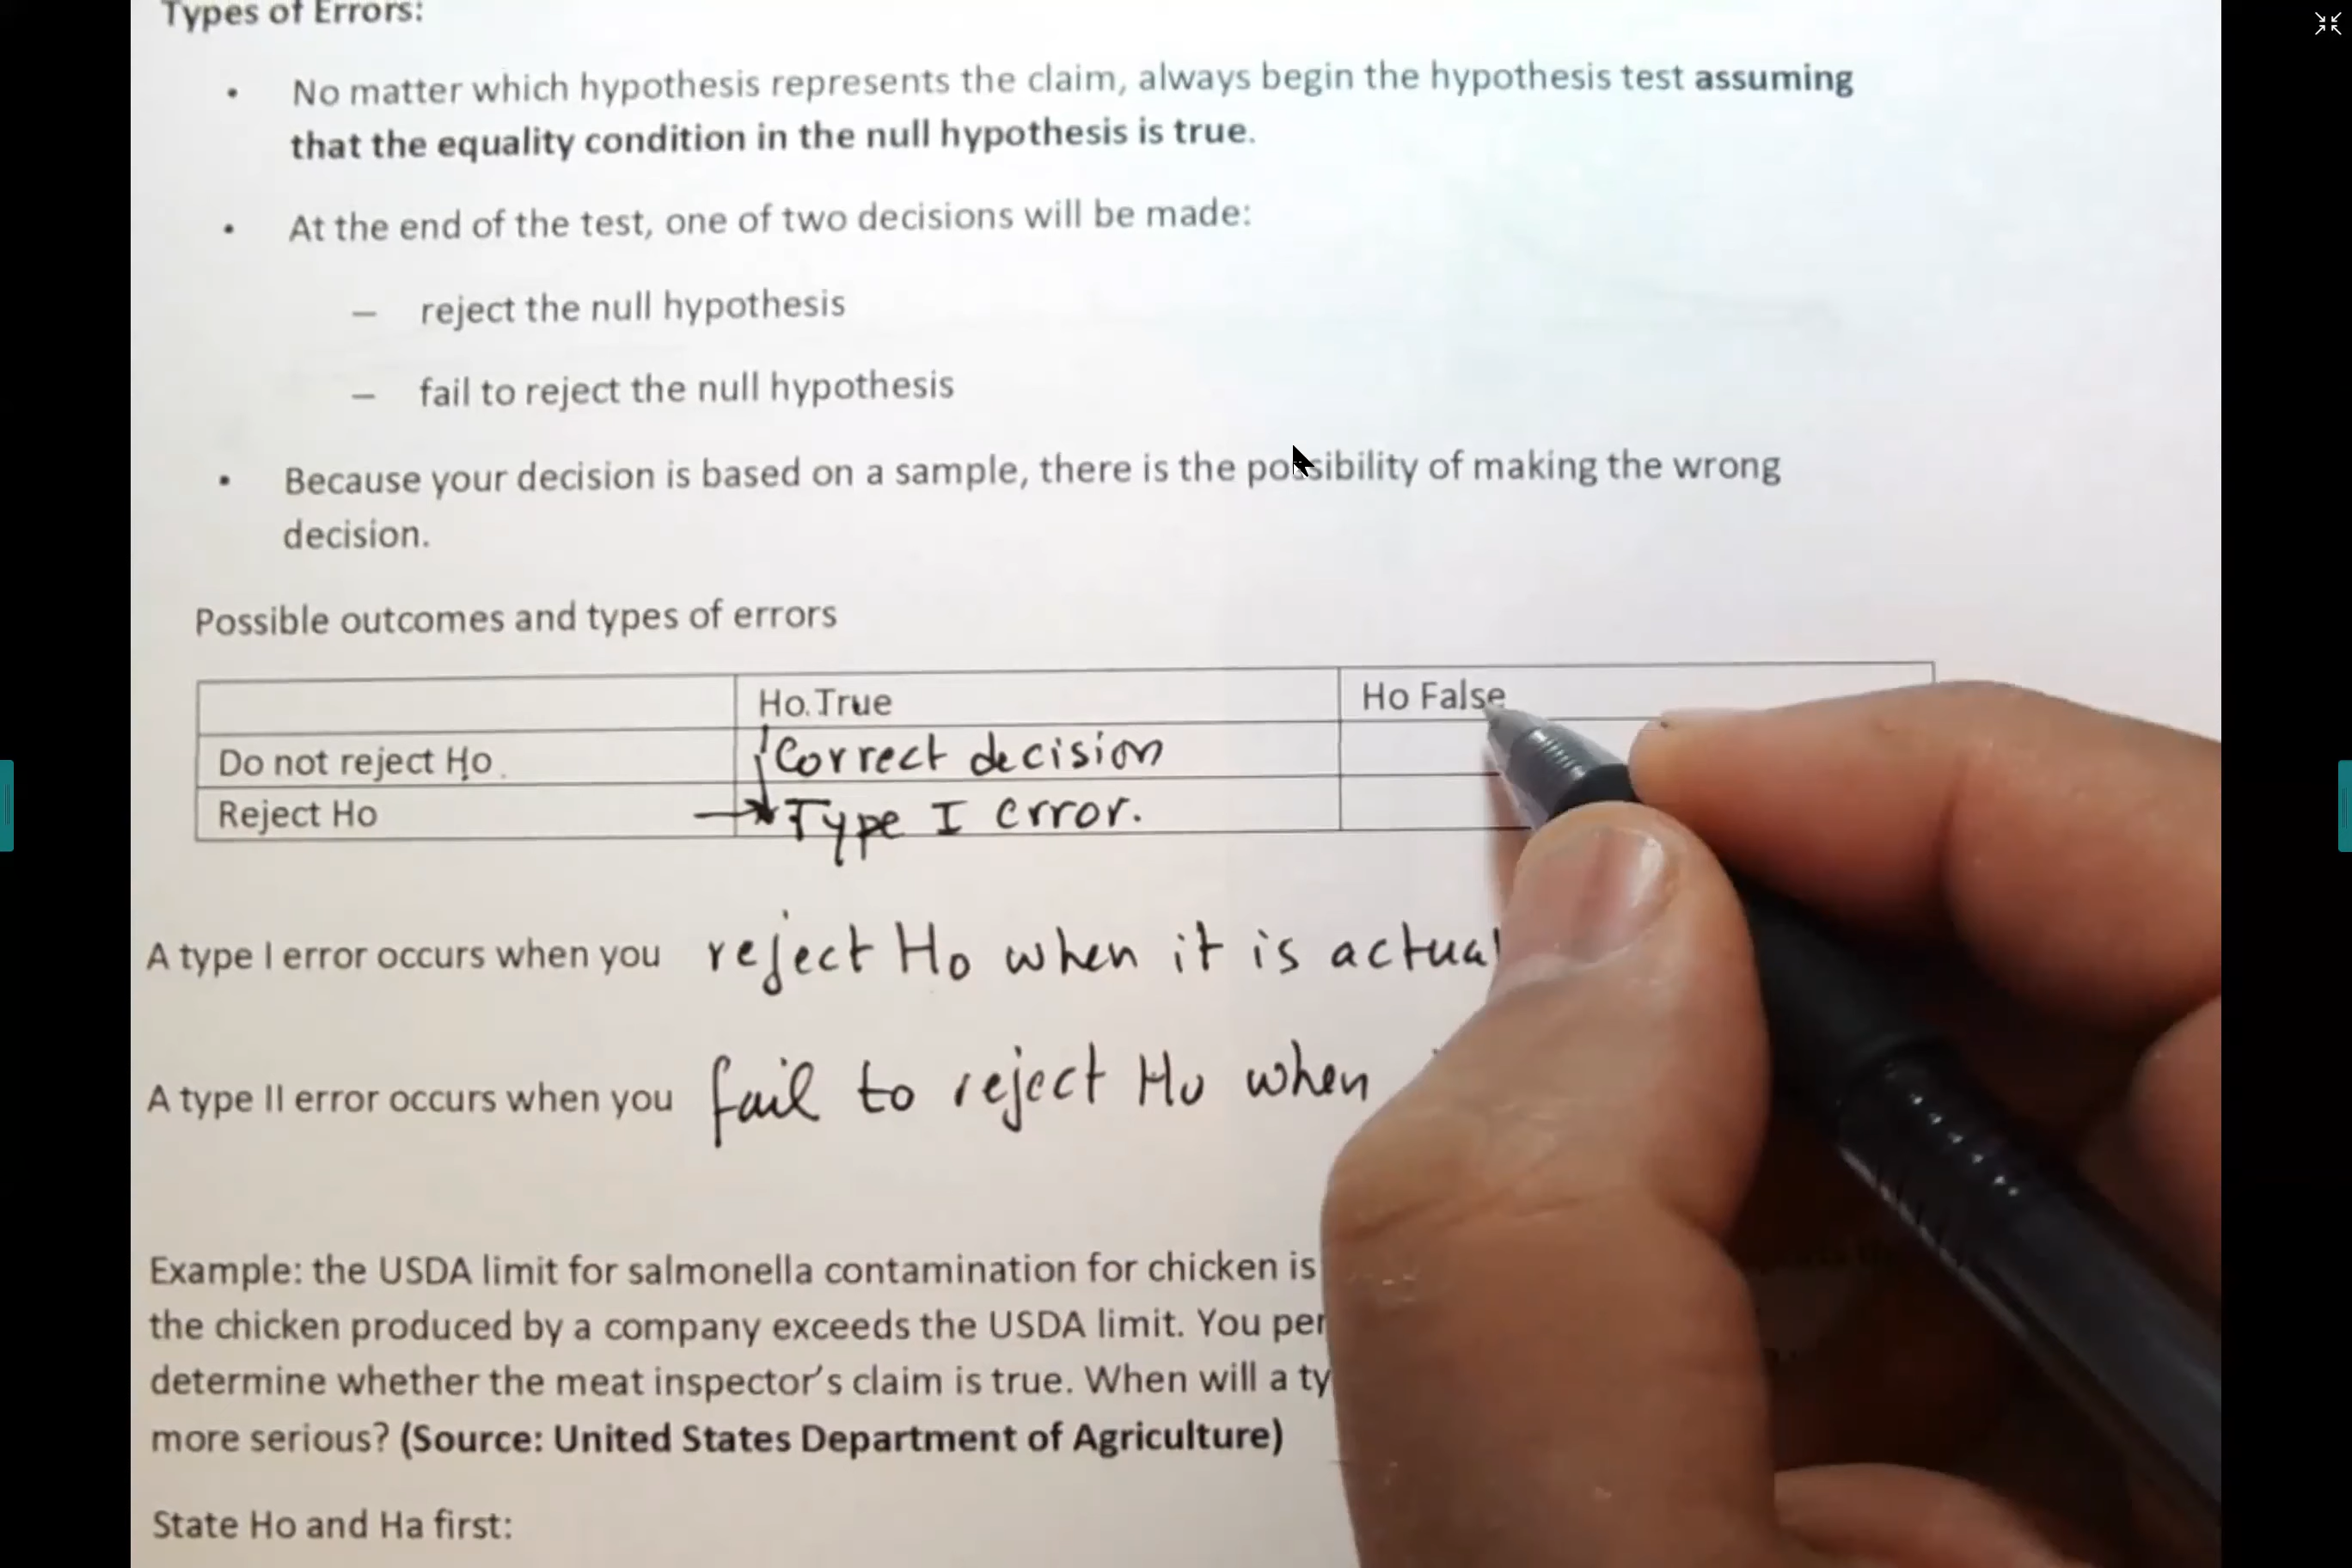 Types of Errors:
• No matter which hypothesis represents the claim, always begin the hypothesis test assuming
that the equality condition in the null hypothesis is true.
• At the end of the test, one of two decisions will be made:
– reject the null hypothesis
– fail to reject the null hypothesis
• Because your decision is based on a sample, there is the possibility of making the wrong
decision.
Possible outcomes and types of errors
Ho True Ho False
Do not reject Ho Correct decision
Reject Ho Type I error.
A type I error occurs when you reject Ho when it is
A type II error occurs when you fail to reject Ho when
Example: the USDA limit for salmonella contamination for chicken is
the chicken produced by a company exceeds the USDA limit. You
determine whether the meat inspector's claim is true. When will a
more serious? (Source: United States Department of Agriculture)
State Ho and Ha first: